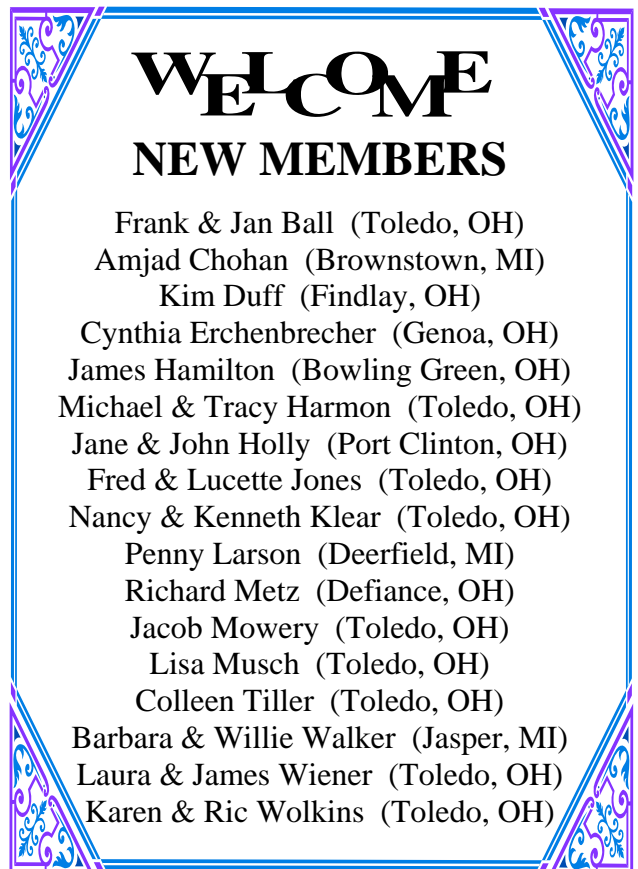 WELCOME
NEW MEMBERS
Frank & Jan Ball (Toledo, OH)
Amjad Chohan (Brownstown, MI)
Kim Duff (Findlay, OH)
Cynthia Erchenbrecher (Genoa, OH)
James Hamilton (Bowling Green, OH)
Michael & Tracy Harmon (Toledo, OH)
Jane & John Holly (Port Clinton, OH)
Fred & Lucette Jones (Toledo, OH)
Nancy & Kenneth Klear (Toledo, OH)
Penny Larson (Deerfield, MI)
Richard Metz (Defiance, OH)
Jacob Mowery (Toledo, OH)
Lisa Musch (Toledo, OH)
Colleen Tiller (Toledo, OH)
Barbara & Willie Walker (Jasper, MI)
Laura & James Wiener (Toledo, OH)
Karen & Ric Wolkins (Toledo, OH)